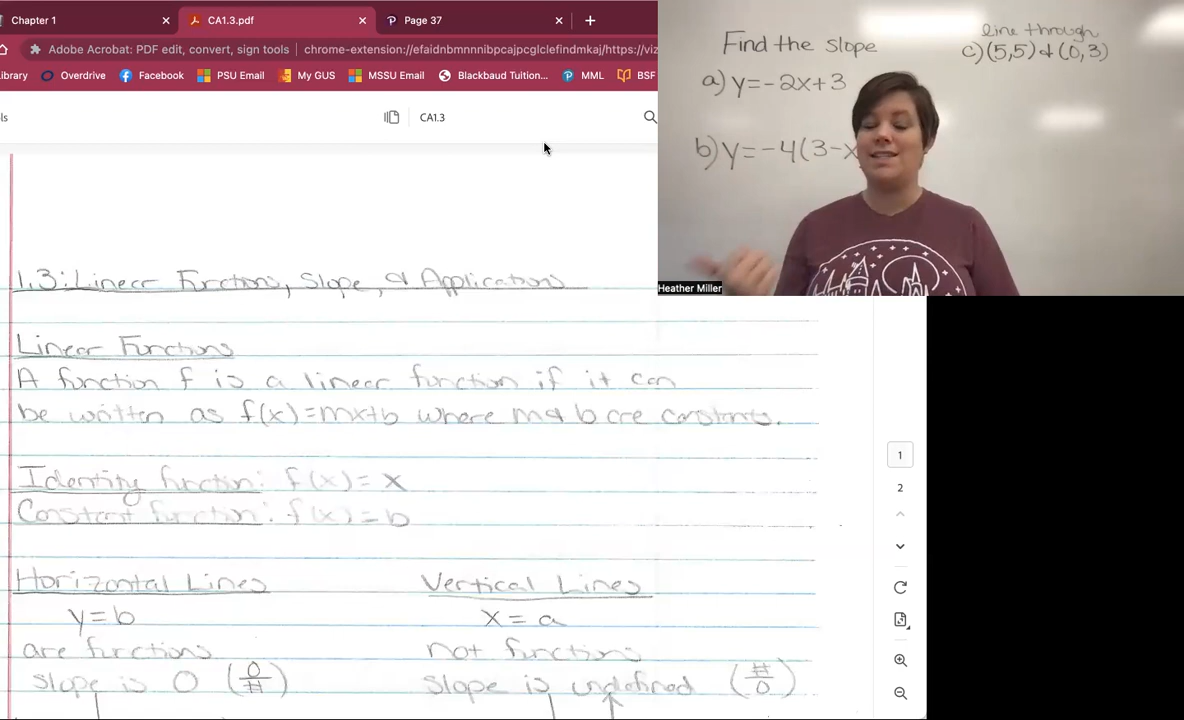 Chapter 1
CA1.3.pdf
Page 37
Adobe Acrobat: PDF edit, convert, sign tools
chrome-extension://efaidnbmnnnibpcajpcglclefindmkaj/https://viz
ibrary
Overdrive
Facebook
PSU Email
My GUS
MSSU Email
Blackbaud Tuition...
MML
BSF
ls
CA1.3
Find the slope
a) y=-2x+3
b) y=-4(3-x
line through
c) (5,5) & (0,3)
Heather Miller
1.3: Linear Functions, Slope, & Applications
Linear Functions
A function f is a linear function if it can
be written as f(x)=mx+b where m & b are constants.
Identity function: f(x)=x
Constant function: f(x)=b
Horizontal Lines
y=b
are functions
slope is 0 (0/#)
Vertical Lines
x=a
not functions
slope is undefined (#/0)
1
2